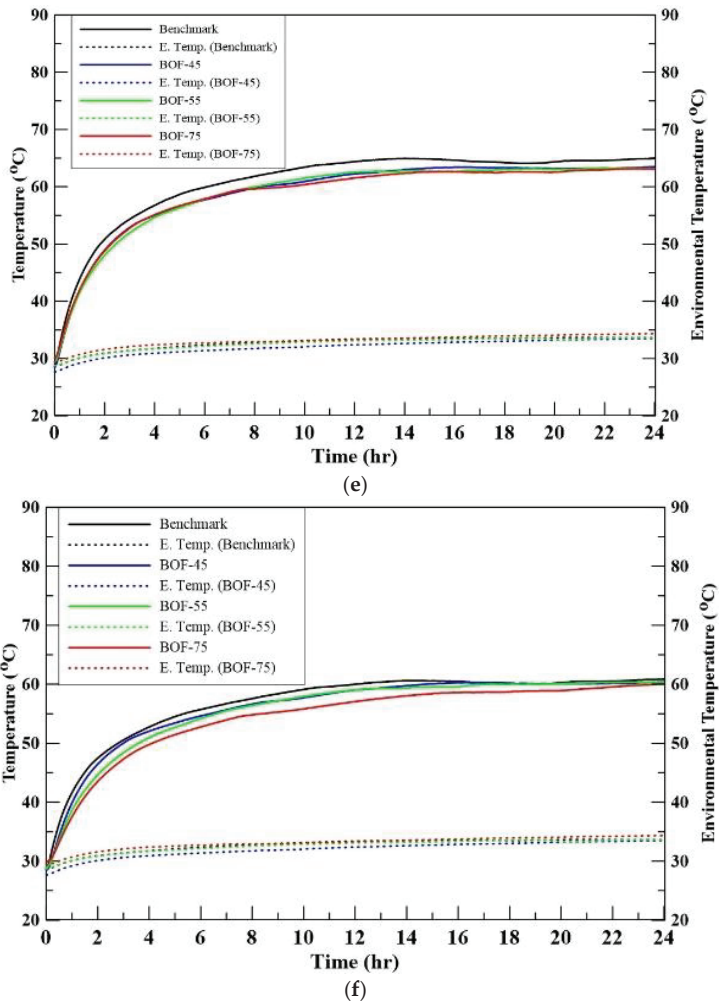 90
80
70
60
50
40
30
20
Temperature (°C)
Benchmark
E. Temp. (Benchmark)
BOF-45
E. Temp. (BOF-45)
BOF-55
E. Temp. (BOF-55)
BOF-75
E. Temp. (BOF-75)
90
80
70
60
50
40
30
20
Environmental Temperature (°C)
0 2 4 6 8 10 12 14 16 18 20 22 24
Time (hr)
(e)
90
80
70
60
50
40
30
20
Temperature (°C)
Benchmark
E. Temp. (Benchmark)
BOF-45
E. Temp. (BOF-45)
BOF-55
E. Temp. (BOF-55)
BOF-75
E. Temp. (BOF-75)
90
80
70
60
50
40
30
20
Environmental Temperature (°C)
0 2 4 6 8 10 12 14 16 18 20 22 24
Time (hr)
(f)